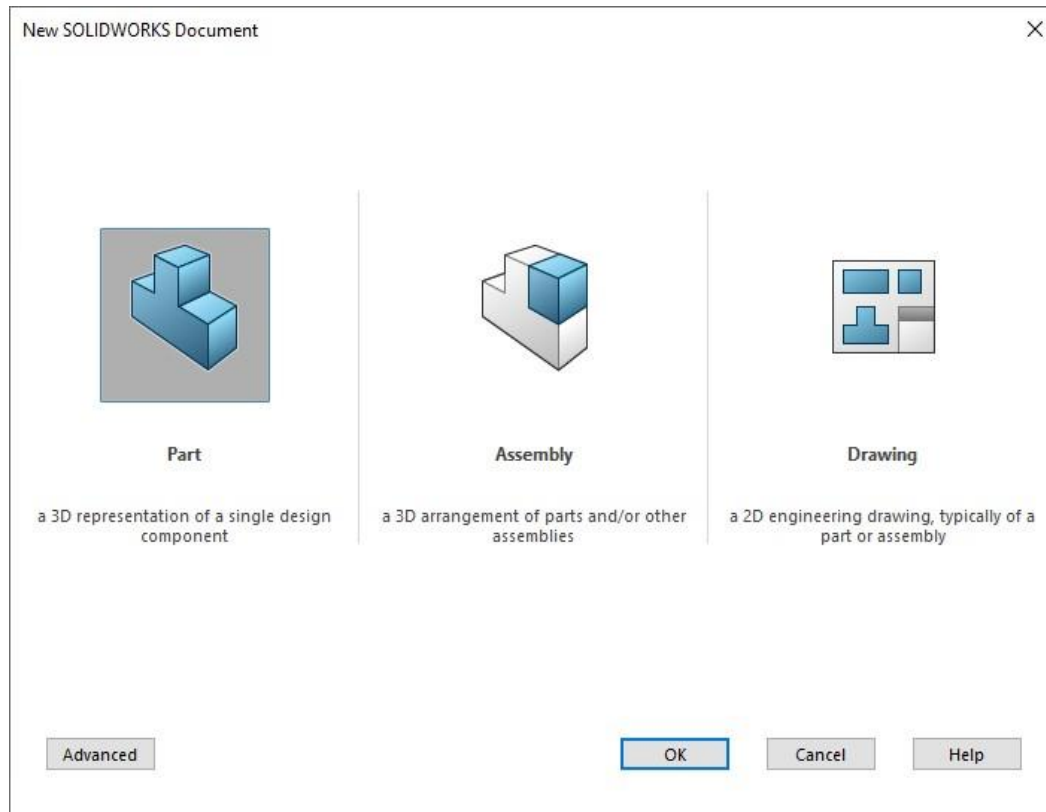 New SOLIDWORKS Document
Part
a 3D representation of a single design
component
Assembly
a 3D arrangement of parts and/or other
assemblies
Drawing
a 2D engineering drawing, typically of a
part or assembly
Advanced
OK
Cancel
Help